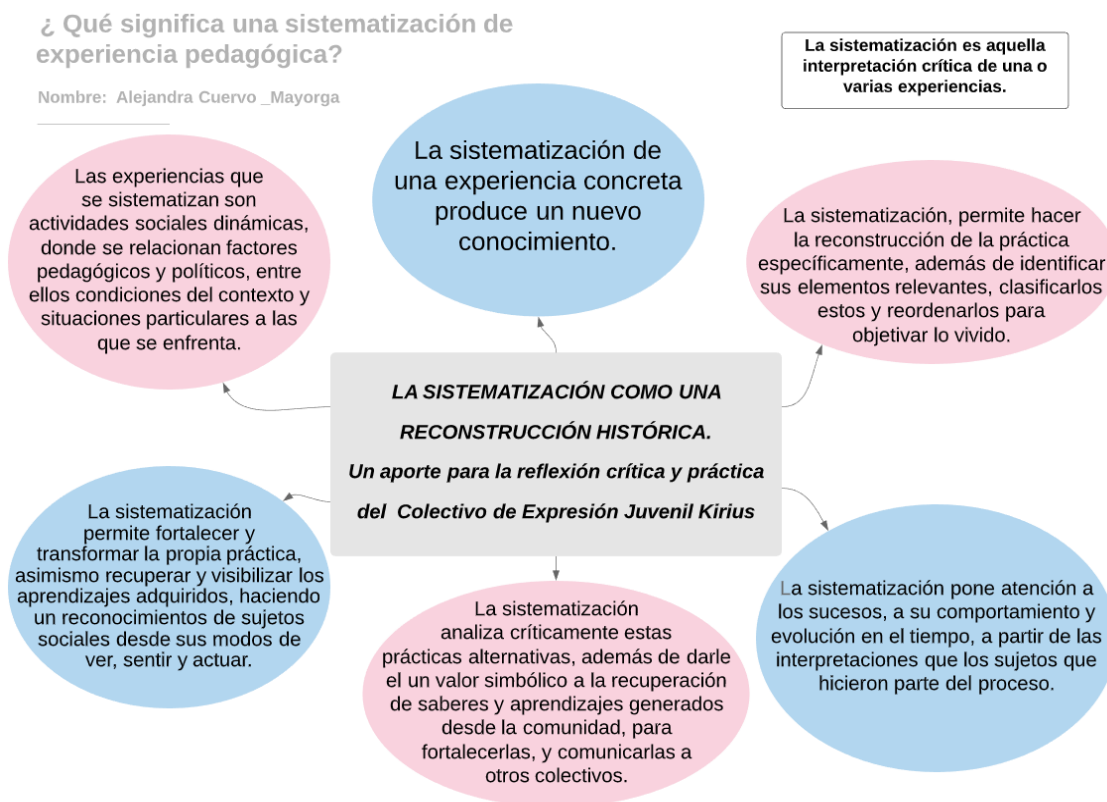 ¿ Qué significa una sistematización de
experiencia pedagógica?
Nombre: Alejandra Cuervo _Mayorga
La sistematización es aquella
interpretación crítica de una o
varias experiencias.
Las experiencias que
se sistematizan son
actividades sociales dinámicas,
donde se relacionan factores
pedagógicos y políticos, entre
ellos condiciones del contexto y
situaciones particulares a las
que se enfrenta.
La sistematización de
una experiencia concreta
produce un nuevo
conocimiento.
La sistematización, permite hacer
la reconstrucción de la práctica
específicamente, además de identificar
sus elementos relevantes, clasificarlos
estos y reordenarlos para
objetivar lo vivido.
LA SISTEMATIZACIÓN COMO UNA
RECONSTRUCCIÓN HISTÓRICA.
Un aporte para la reflexión crítica y práctica
del Colectivo de Expresión Juvenil Kirius
La sistematización
permite fortalecer y
transformar la propia práctica,
asimismo recuperar y visibilizar los
aprendizajes adquiridos, haciendo
un reconocimientos de sujetos
sociales desde sus modos de
ver, sentir y actuar.
La sistematización
analiza críticamente estas
prácticas alternativas, además de darle
el un valor simbólico a la recuperación
de saberes y aprendizajes generados
desde la comunidad, para
fortalecerlas, y comunicarlas a
otros colectivos.
La sistematización pone atención a
los sucesos, a su comportamiento y
evolución en el tiempo, a partir de las
interpretaciones que los sujetos que
hicieron parte del proceso.